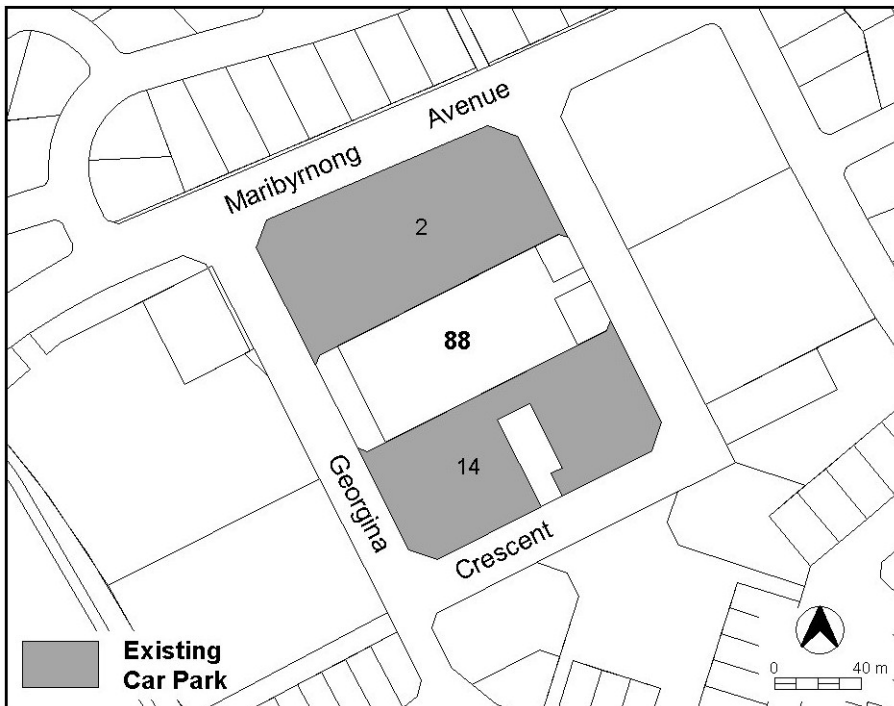 Avenue
Maribyrnong
2
88
14
Georgina
Crescent
Existing
Car Park
0 40 m